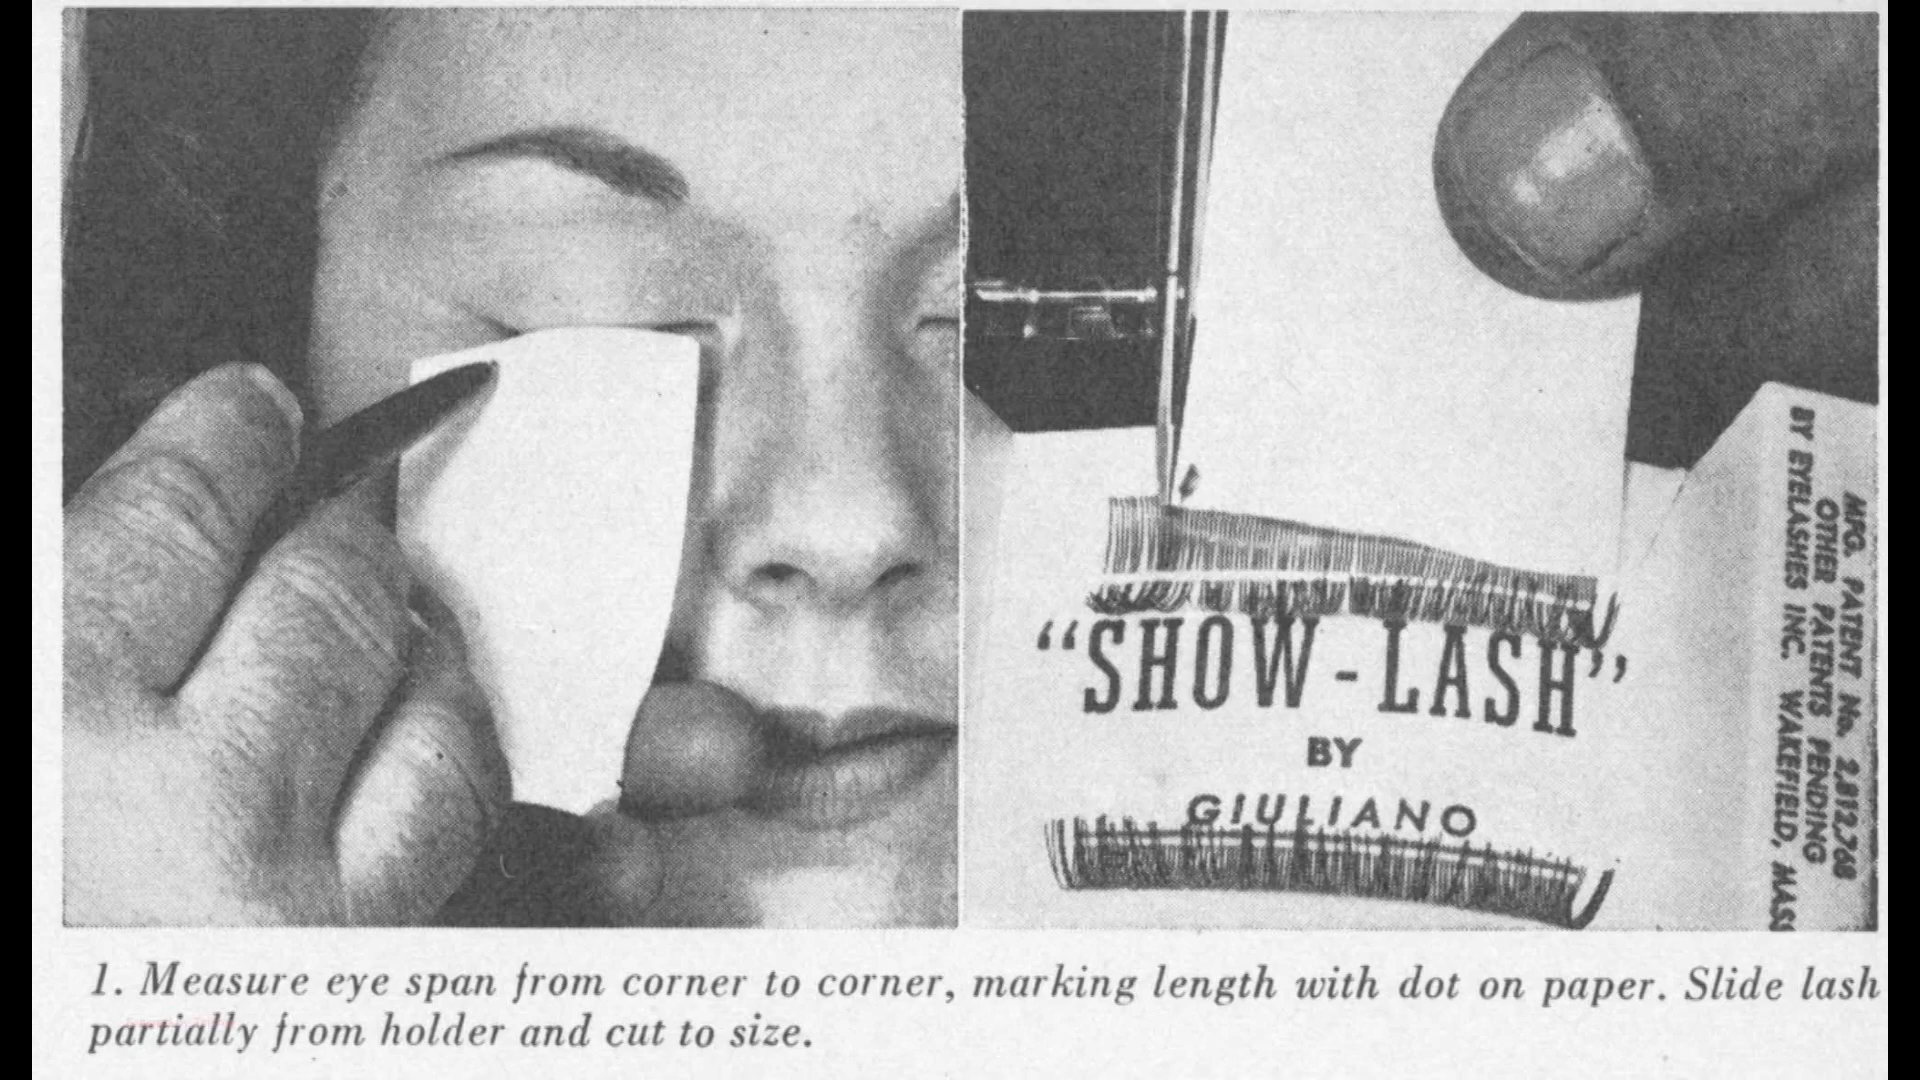 “SHOW-LASH”
BY
GIULIANO
MFG. PATENT No. 2,812,768
OTHER PATENTS PENDING
BY EYELASHES INC. WAKEFIELD, MASS
1. Measure eye span from corner to corner, marking length with dot on paper. Slide lash
partially from holder and cut to size.